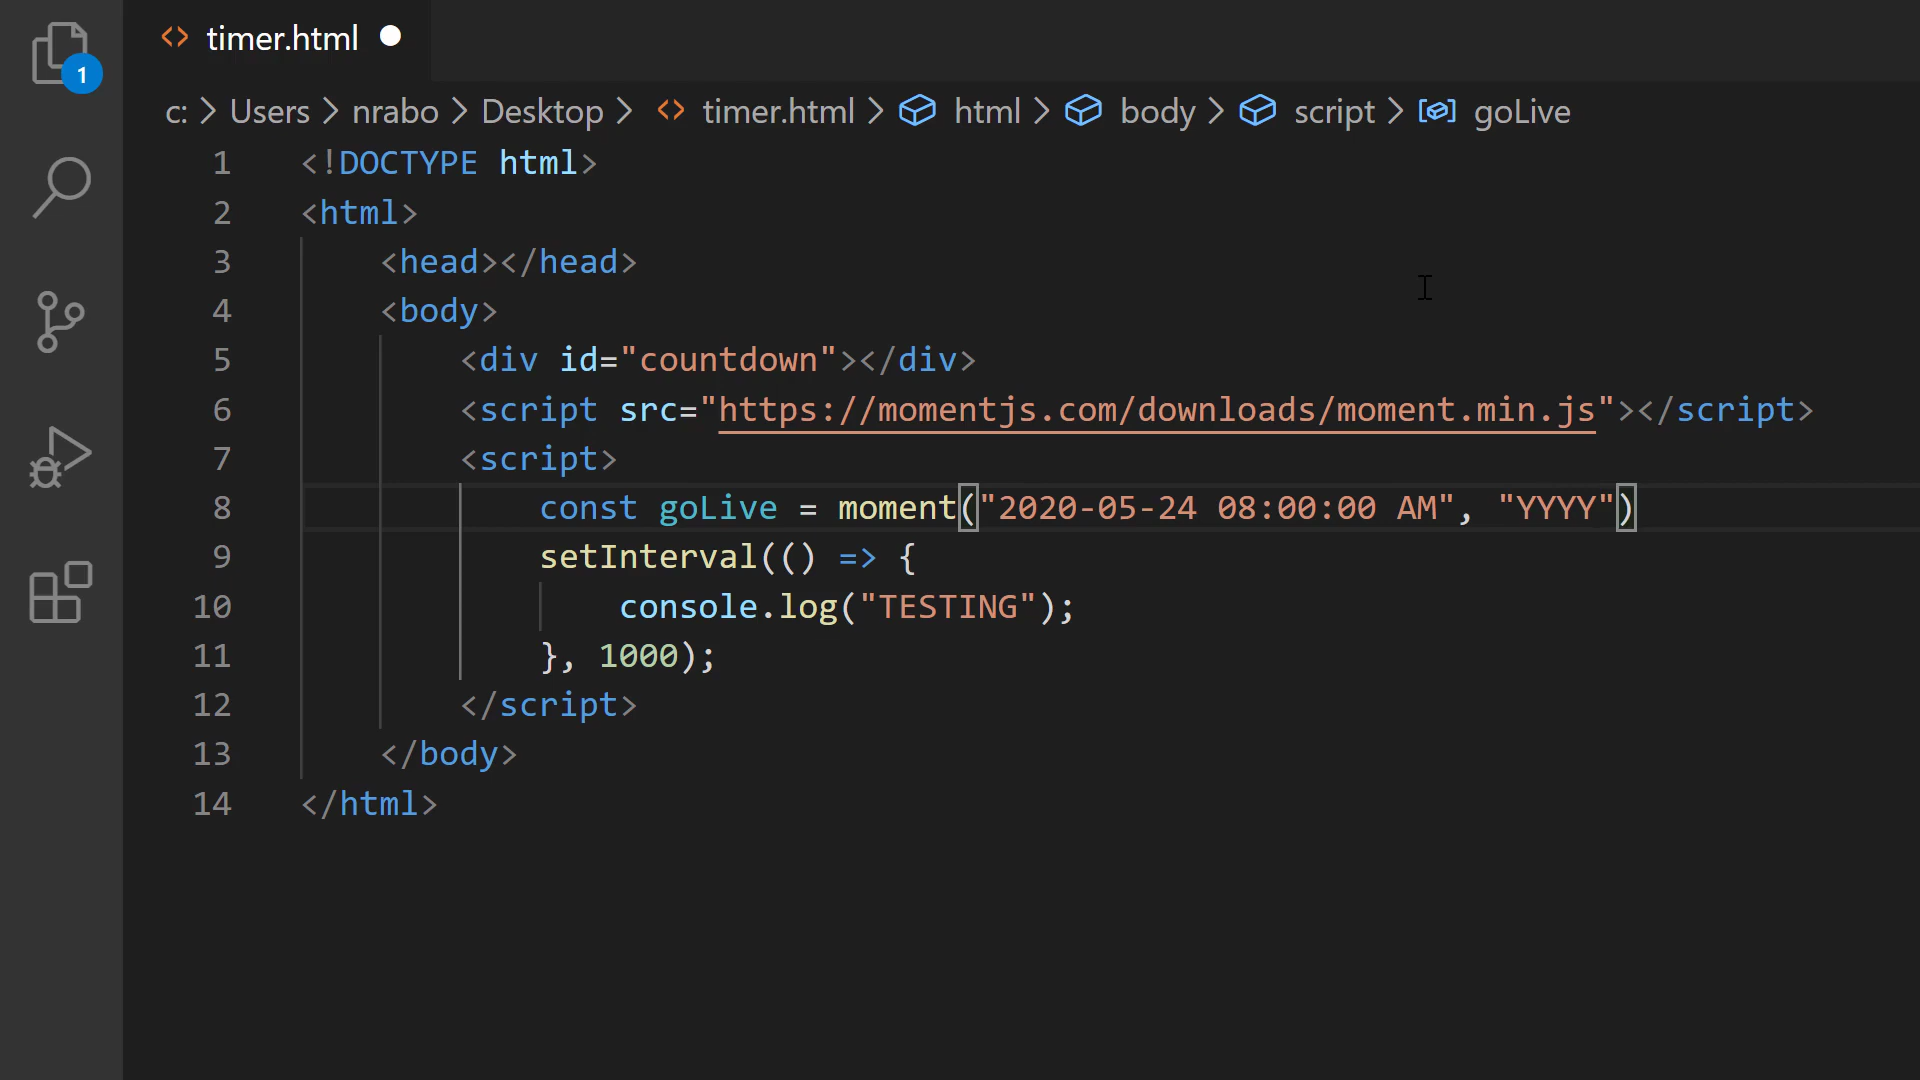 timer.html
1
c: > Users > nrabo > Desktop > <> timer.html > html > body > script > goLive
1 <!DOCTYPE html>
2 <html>
3 <head></head>
4 <body>
5 <div id="countdown"></div>
6 <script src="https://momentjs.com/downloads/moment.min.js"></script>
7 <script>
8 const goLive = moment("2020-05-24 08:00:00 AM", "YYYY")
9 setInterval(() => {
10 console.log("TESTING");
11 }, 1000);
12 </script>
13 </body>
14 </html>